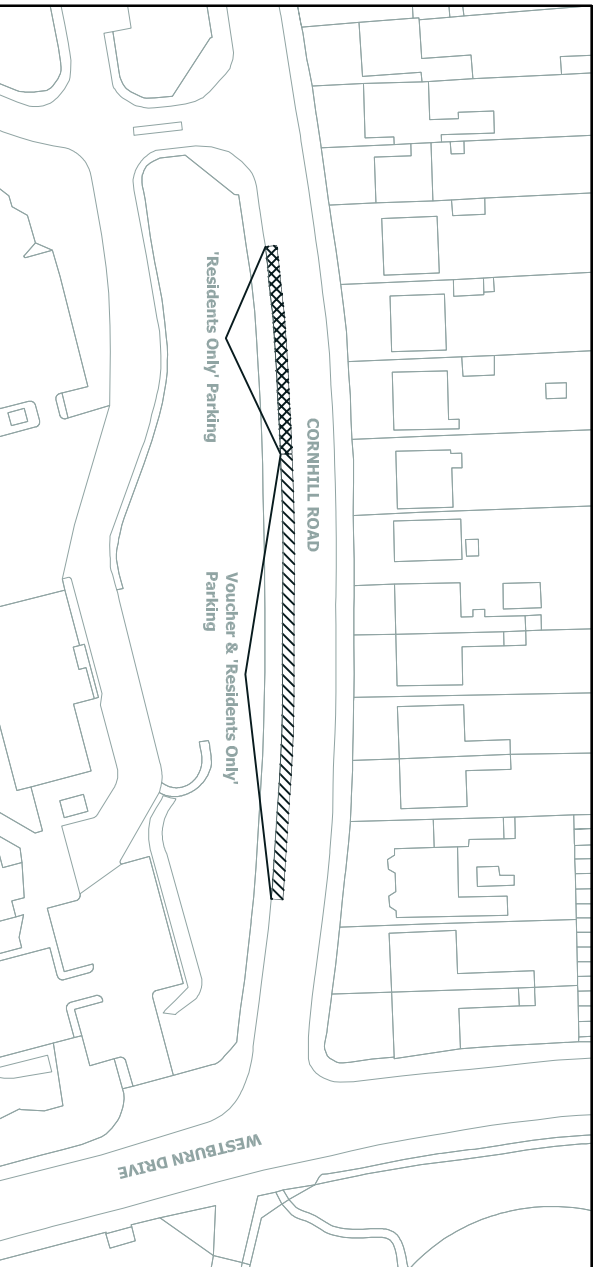 'Residents Only' Parking
CORNHILL ROAD
Voucher & 'Residents Only'
Parking
WESTBURN DRIVE